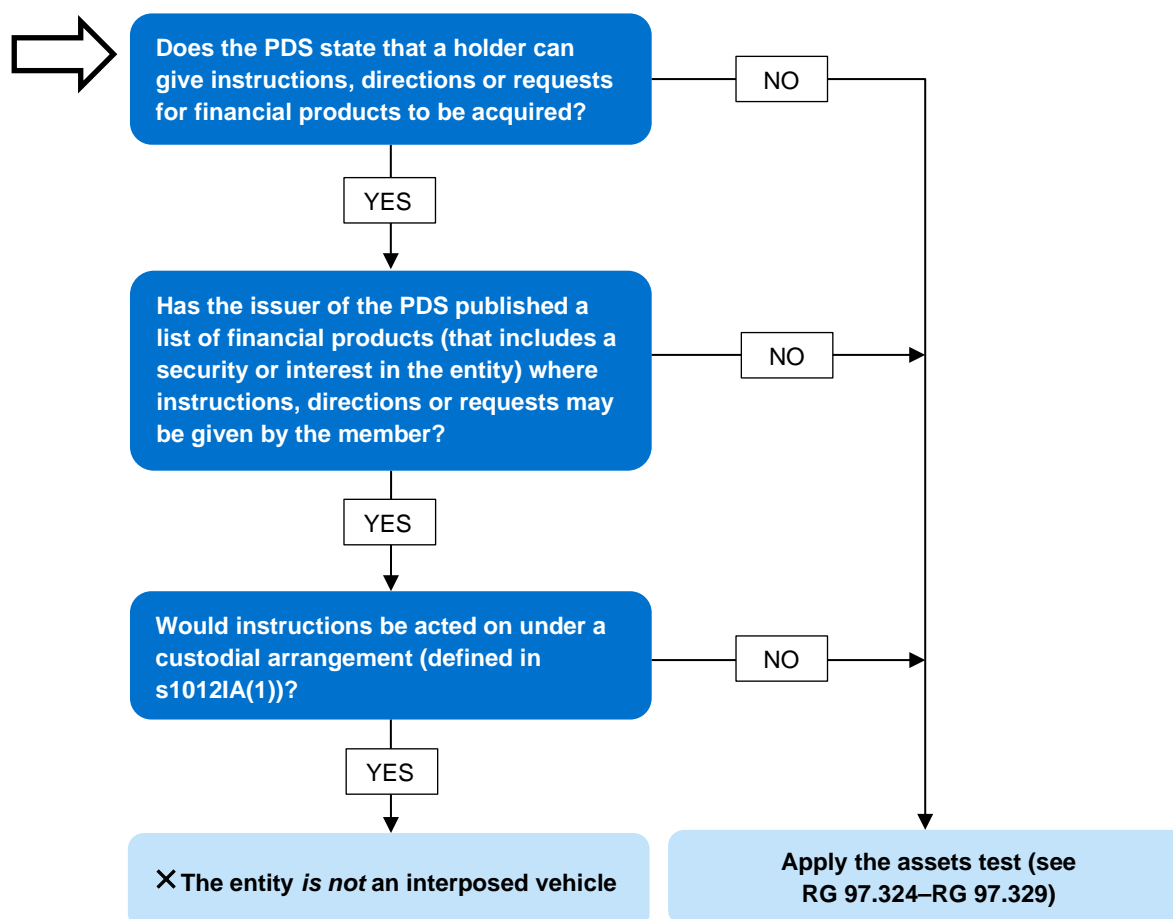 Does the PDS state that a holder can
give instructions, directions or requests
for financial products to be acquired?
NO
YES
Has the issuer of the PDS published a
list of financial products (that includes a
security or interest in the entity) where
instructions, directions or requests may
be given by the member?
NO
YES
Would instructions be acted on under a
custodial arrangement (defined in
s1012IA(1))?
NO
YES
× The entity is not an interposed vehicle
Apply the assets test (see
RG 97.324–RG 97.329)